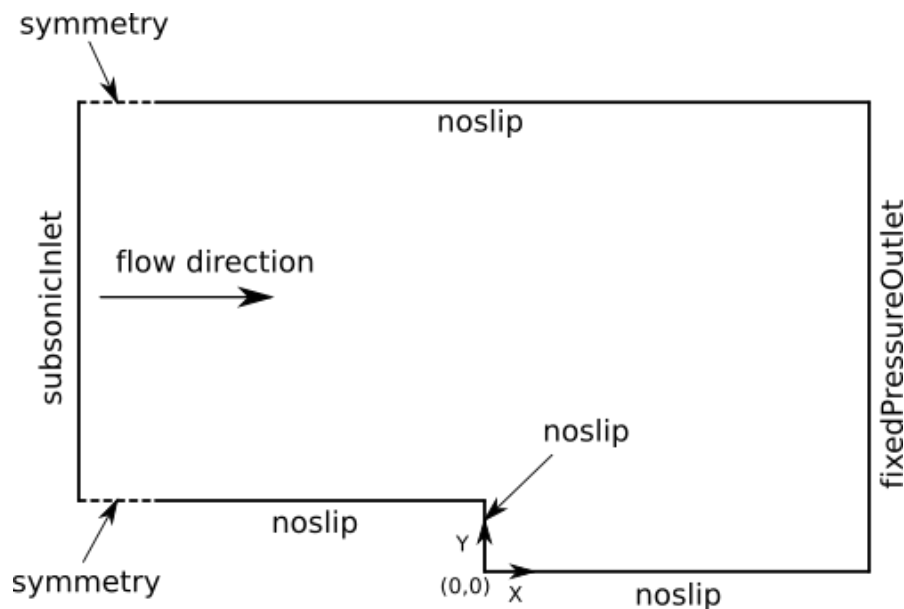 symmetry
noslip
subsonicInlet
flow direction
fixedPressureOutlet
noslip
noslip
Y
symmetry
(0,0)
X
noslip